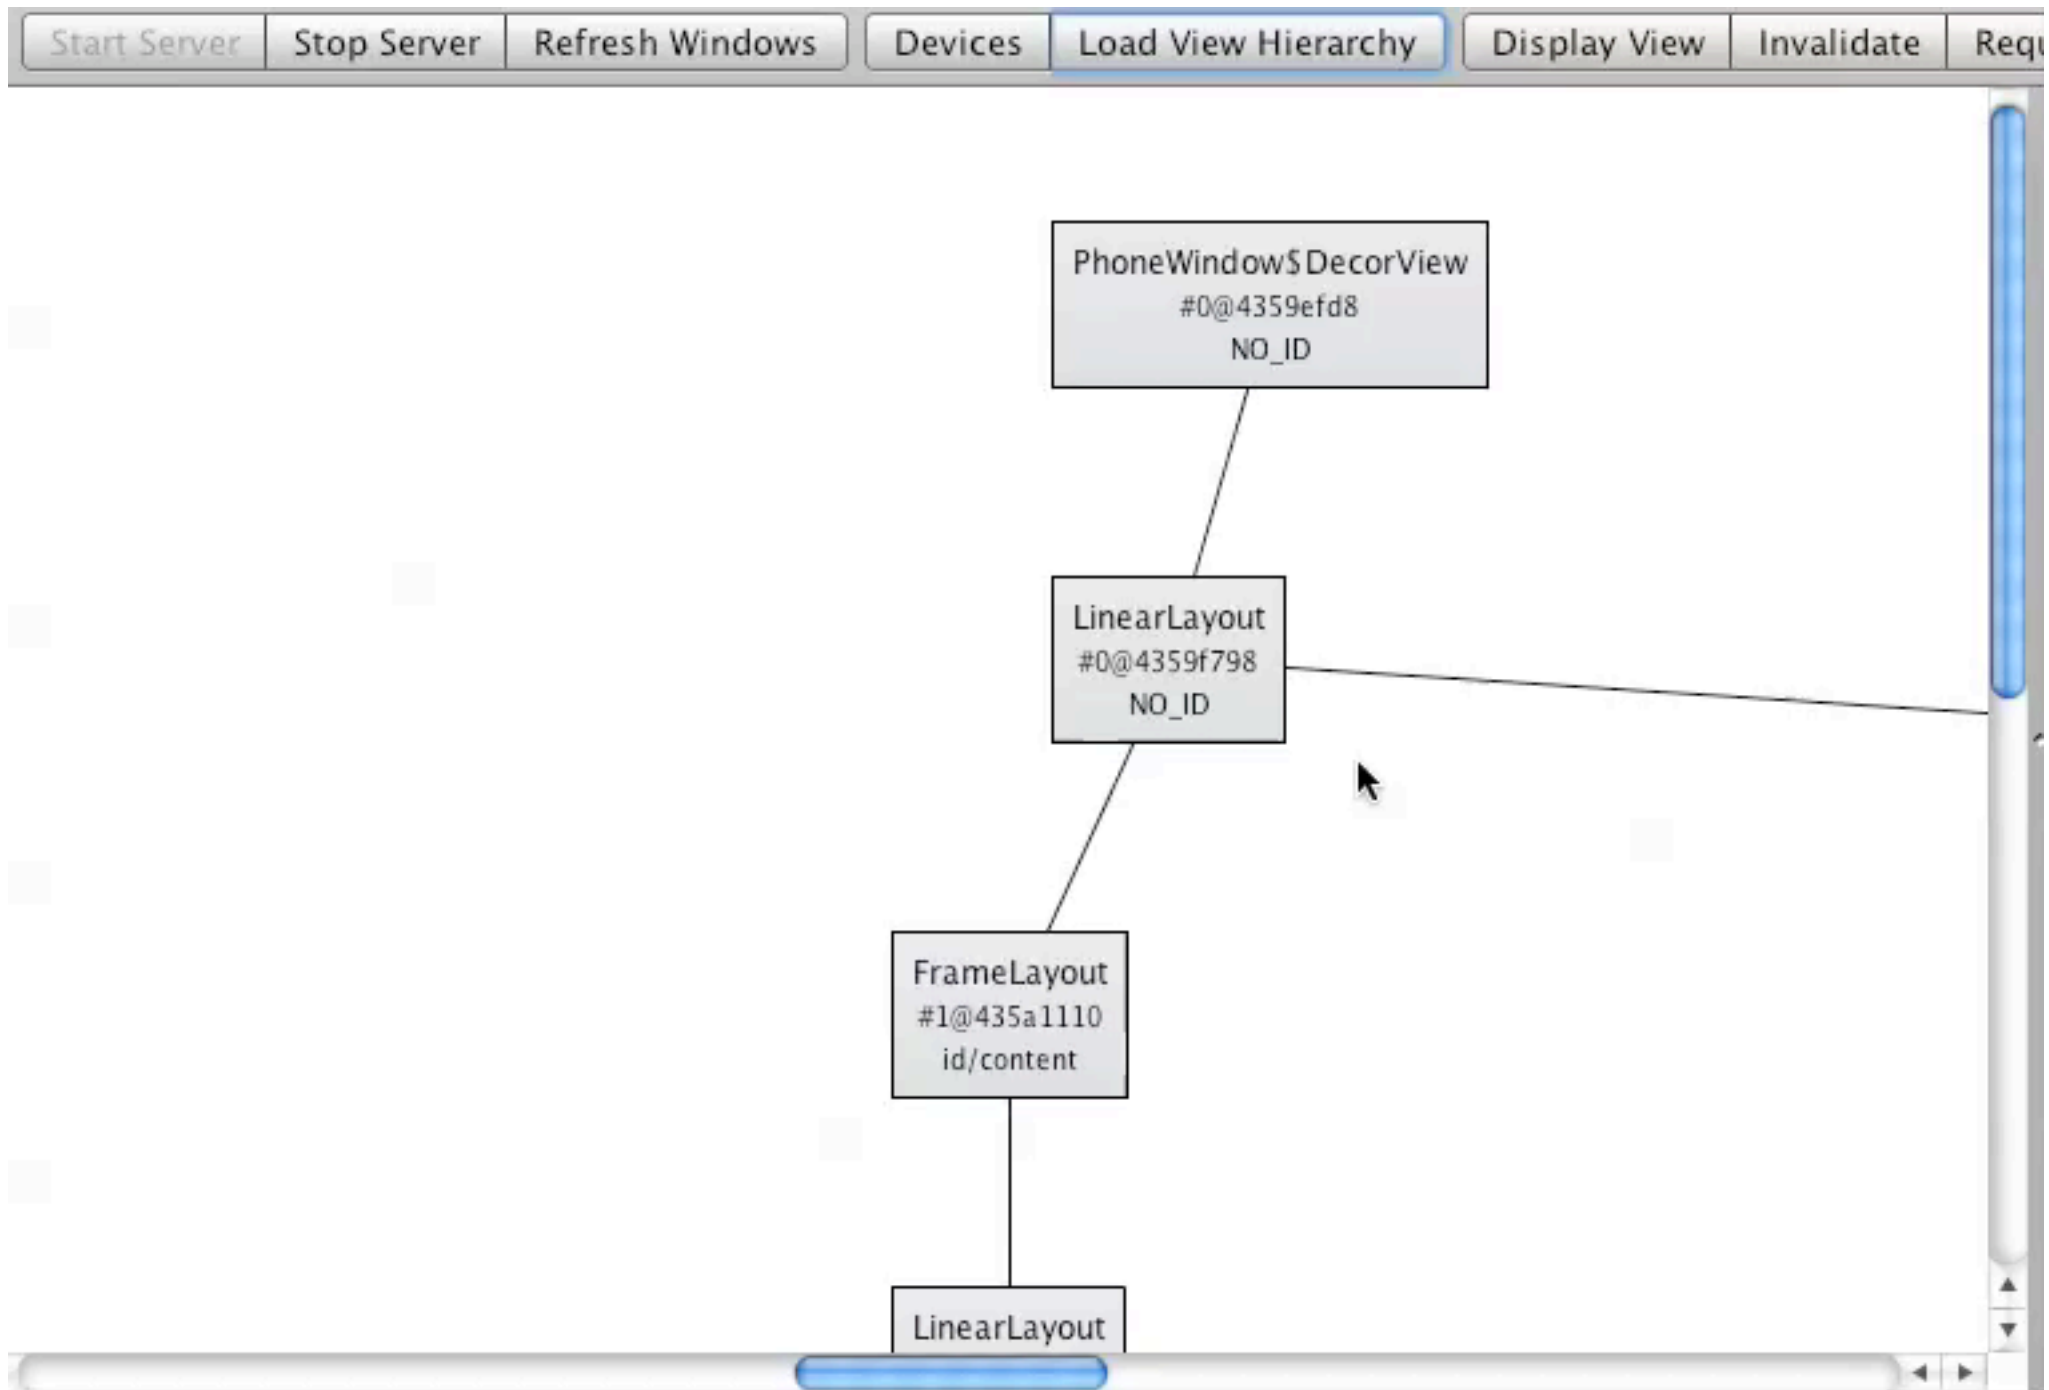 Start Server Stop Server Refresh Windows Devices Load View Hierarchy Display View Invalidate Requ
PhoneWindow$DecorView
#0@4359efd8
NO_ID
LinearLayout
#0@4359f798
NO_ID
FrameLayout
#1@435a1110
id/content
LinearLayout